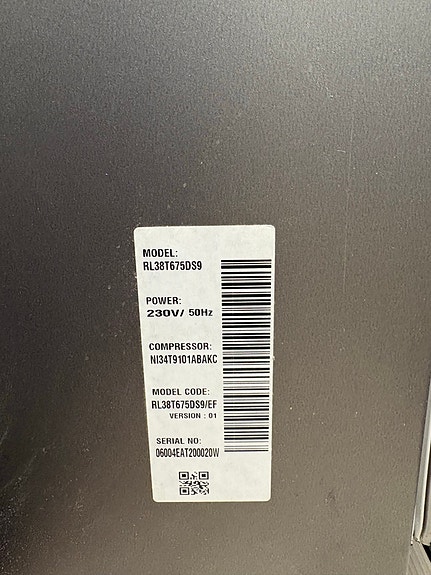 MODEL:
RL38T675DS9
POWER:
230V/ 50Hz
COMPRESSOR:
NI34T9101ABAKC
MODEL CODE:
RL38T675DS9/EF
VERSION : 01
SERIAL NO:
06004EAT200020W